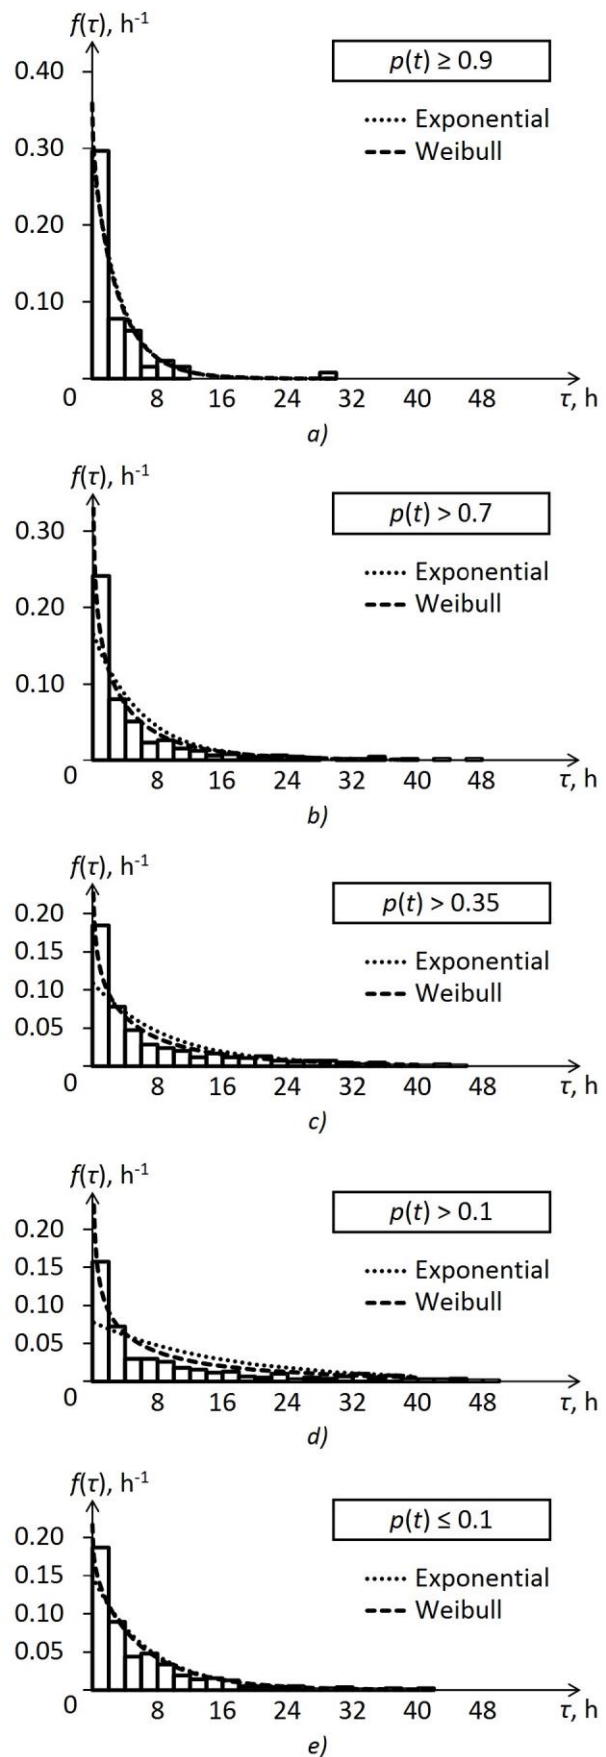 f(τ), h⁻¹
p(t) ≥ 0.9
0.40
Exponential
0.30
Weibull
0.20
0.10
0 8 16 24 32 40 48 τ, h
a)
f(τ), h⁻¹
p(t) > 0.7
0.30
Exponential
0.20
Weibull
0.10
0 8 16 24 32 40 48 τ, h
b)
f(τ), h⁻¹
p(t) > 0.35
0.20
Exponential
0.15
Weibull
0.10
0.05
0 8 16 24 32 40 48 τ, h
c)
f(τ), h⁻¹
p(t) > 0.1
0.20
Exponential
0.15
Weibull
0.10
0.05
0 8 16 24 32 40 48 τ, h
d)
f(τ), h⁻¹
p(t) ≤ 0.1
0.20
Exponential
0.15
Weibull
0.10
0.05
0 8 16 24 32 40 48 τ, h
e)